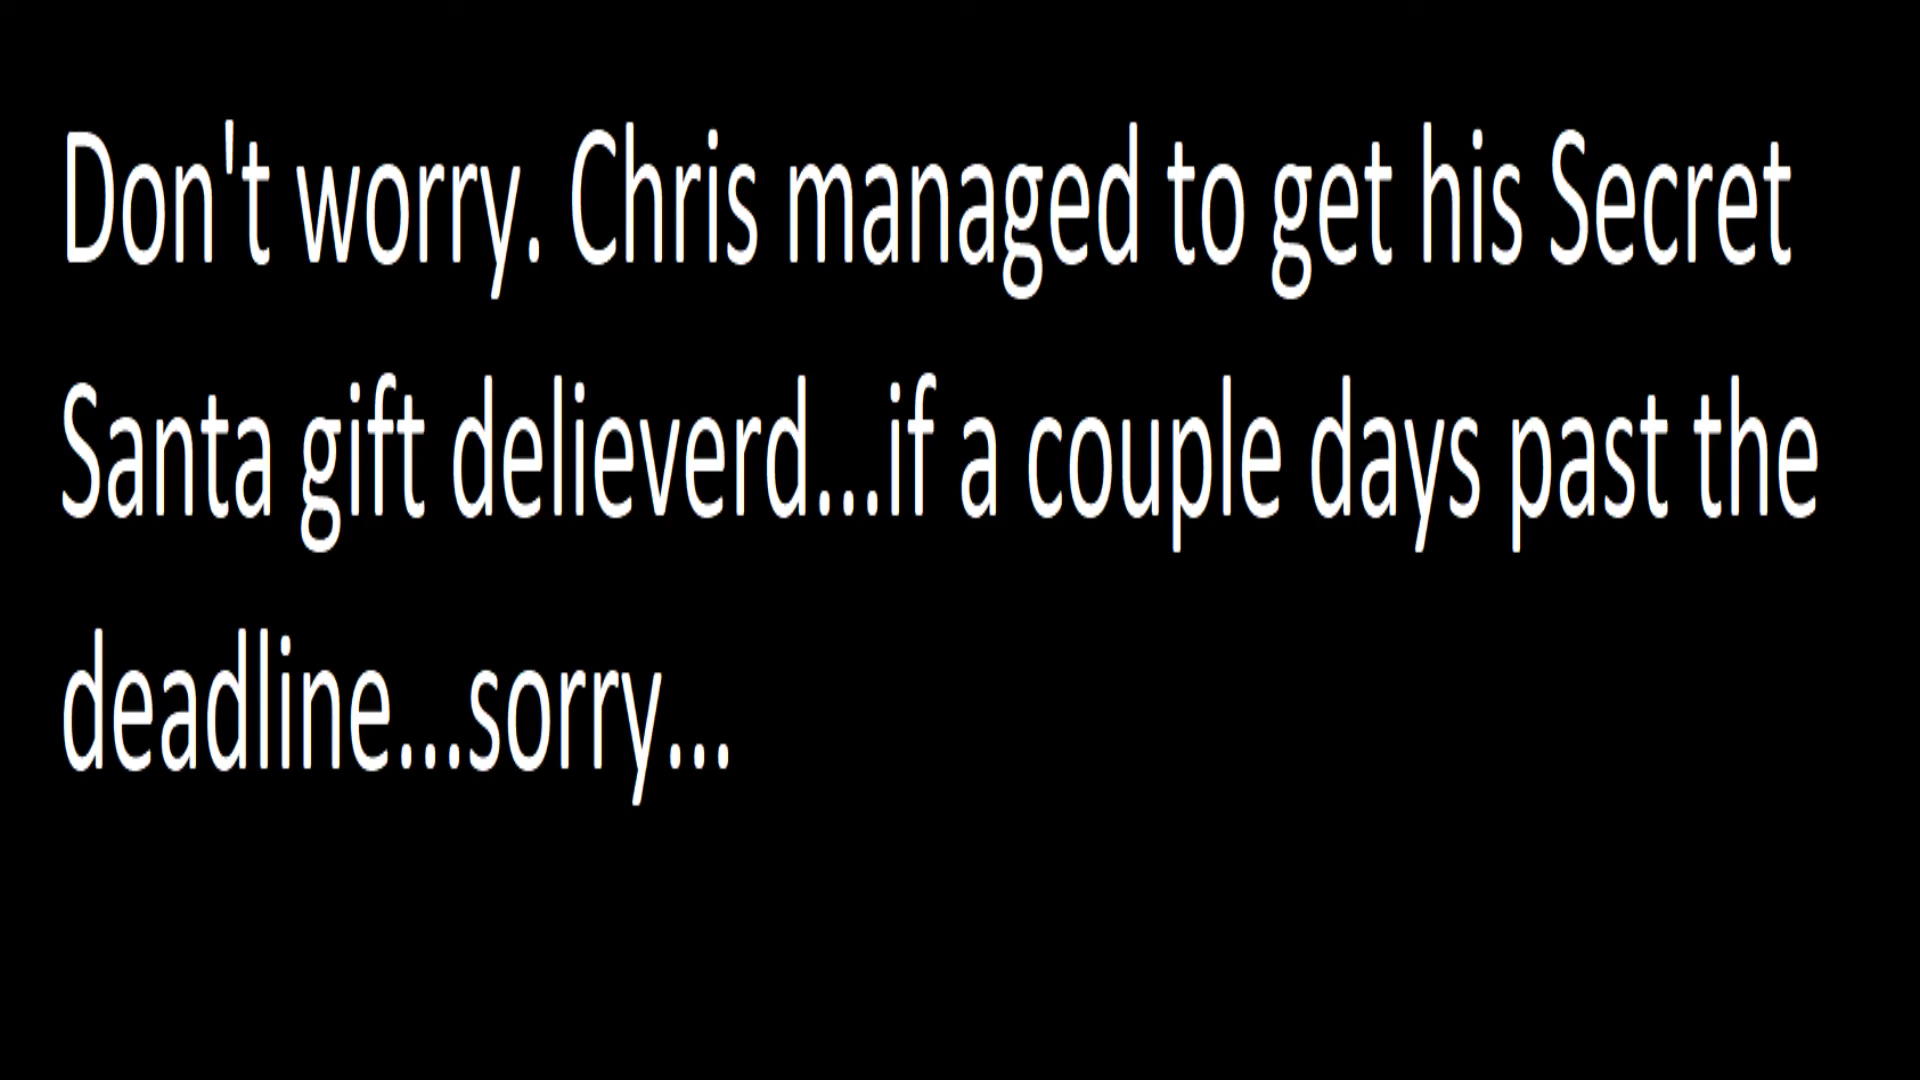 Don't worry. Chris managed to get his Secret
Santa gift delieverd...if a couple days past the
deadline...sorry...